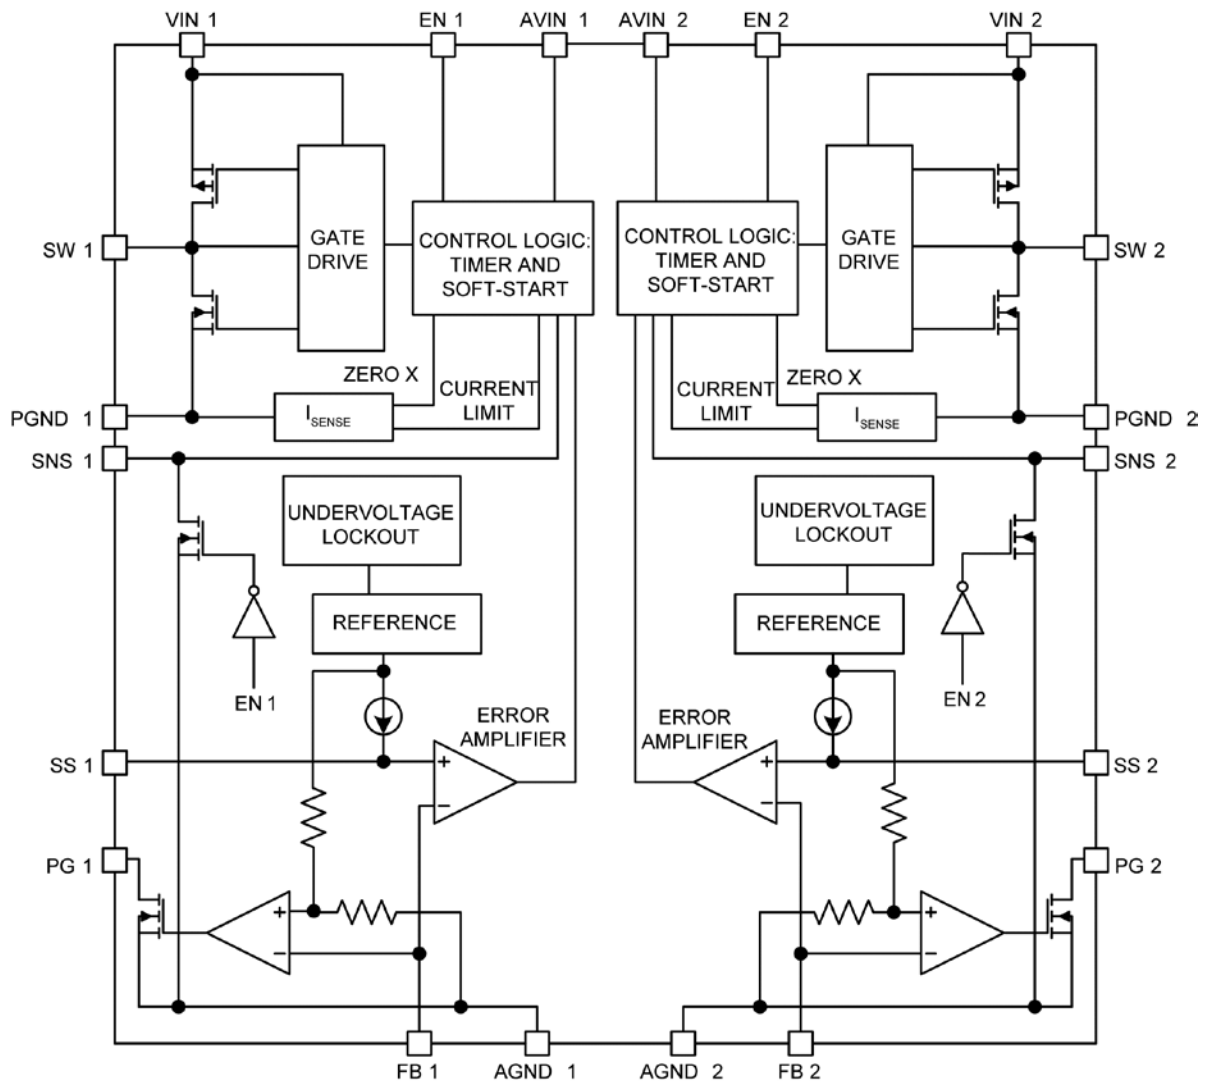 VIN 1
EN 1
AVIN 1
AVIN 2
EN 2
VIN 2
GATE
DRIVE
CONTROL LOGIC:
TIMER AND
SOFT-START
CONTROL LOGIC:
TIMER AND
SOFT-START
GATE
DRIVE
SW 1
SW 2
ZERO X
CURRENT
LIMIT
CURRENT
LIMIT
ZERO X
PGND 1
ISENSE
ISENSE
PGND 2
SNS 1
SNS 2
UNDERVOLTAGE
LOCKOUT
UNDERVOLTAGE
LOCKOUT
REFERENCE
REFERENCE
EN 1
EN 2
ERROR
AMPLIFIER
ERROR
AMPLIFIER
SS 1
+
−
+
−
SS 2
PG 1
PG 2
+
−
+
−
FB 1
AGND 1
AGND 2
FB 2